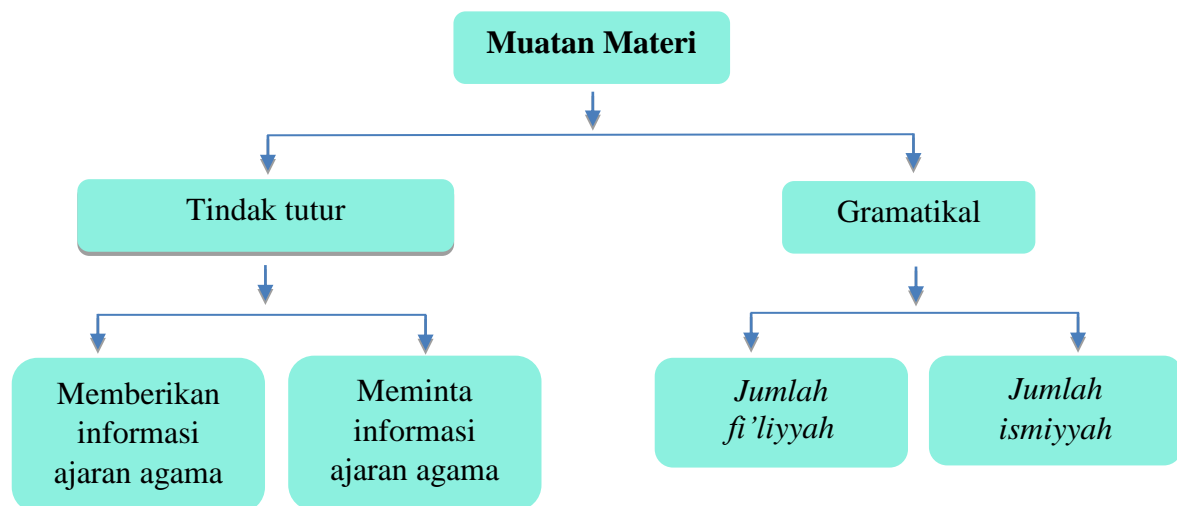 Muatan Materi
Tindak tutur
Gramatikal
Memberikan
informasi
ajaran agama
Meminta
informasi
ajaran agama
Jumlah
fi’liyyah
Jumlah
ismiyyah